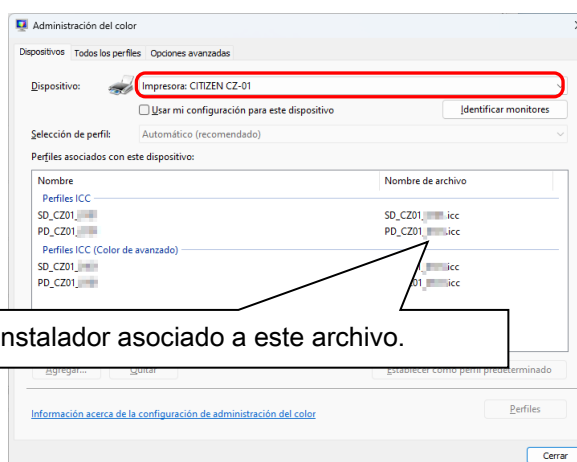 Administración del color
Dispositivos Todos los perfiles Opciones avanzadas
Dispositivo: Impresora: CITIZEN CZ-01
Usar mi configuración para este dispositivo Identificar monitores
Selección de perfil: Automático (recomendado)
Perfiles asociados con este dispositivo:
Nombre Nombre de archivo
Perfiles ICC
SD_CZ01_ SD_CZ01_ .icc
PD_CZ01_ PD_CZ01_ .icc
Perfiles ICC (Color de avanzado)
SD_CZ01_ icc
PD_CZ01_ 01_ icc
nstalador asociado a este archivo.
Agregar... Quitar Establecer como perfil predeterminado
Información acerca de la configuración de administración del color Perfiles
Cerrar